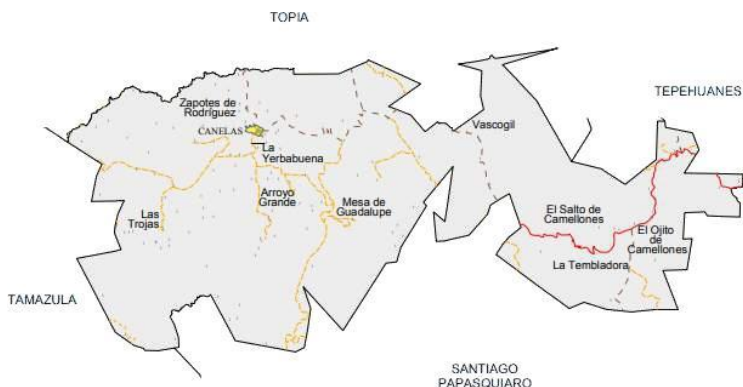 TOPIA
TEPEHUANES
Zapotes de
Rodríguez
CANELAS
Vascogil
La
Yerbabuena
Arroyo
Grande
Mesa de
Guadalupe
Las
Trojas
El Salto de
Camellones
El Ojito
de
Camellones
La Tembladora
TAMAZULA
SANTIAGO
PAPASQUIARO